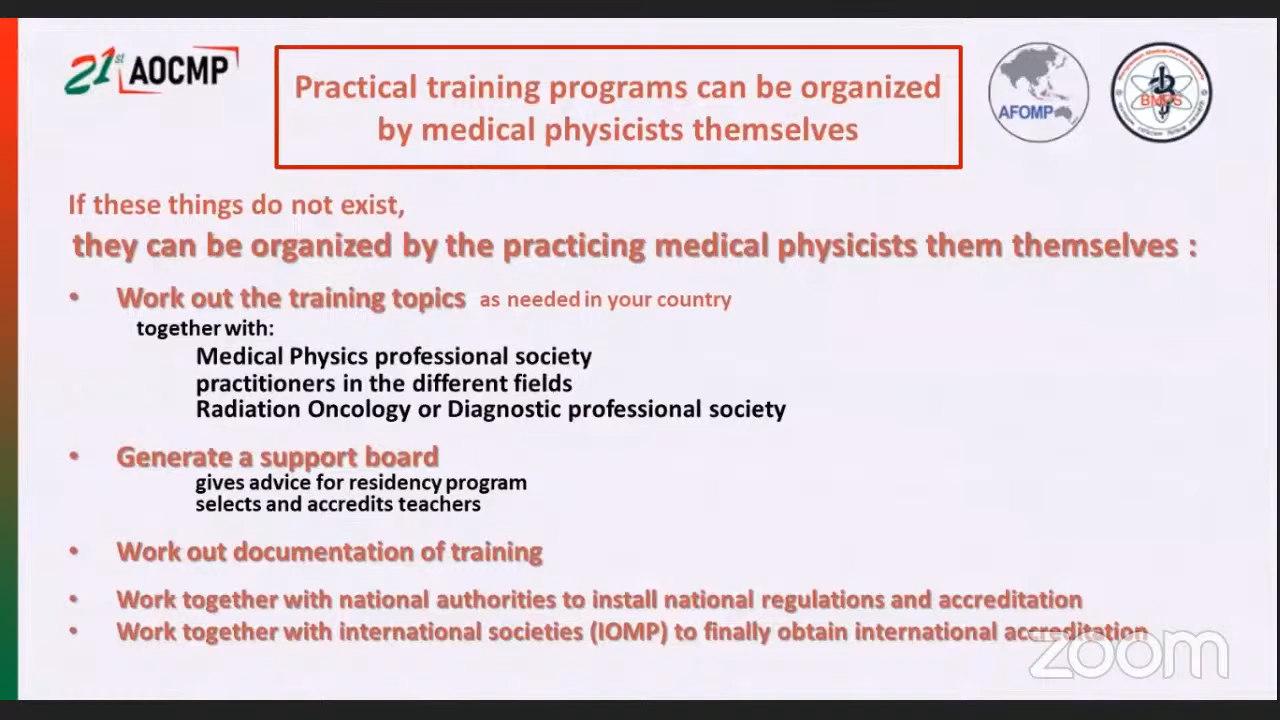 21st AOCMP
Practical training programs can be organized
by medical physicists themselves
AFOMP
BMPS
If these things do not exist,
they can be organized by the practicing medical physicists them themselves :
• Work out the training topics as needed in your country
together with:
Medical Physics professional society
practitioners in the different fields
Radiation Oncology or Diagnostic professional society
• Generate a support board
gives advice for residency program
selects and accredits teachers
• Work out documentation of training
• Work together with national authorities to install national regulations and accreditation
• Work together with international societies (IOMP) to finally obtain international accreditation
zoom